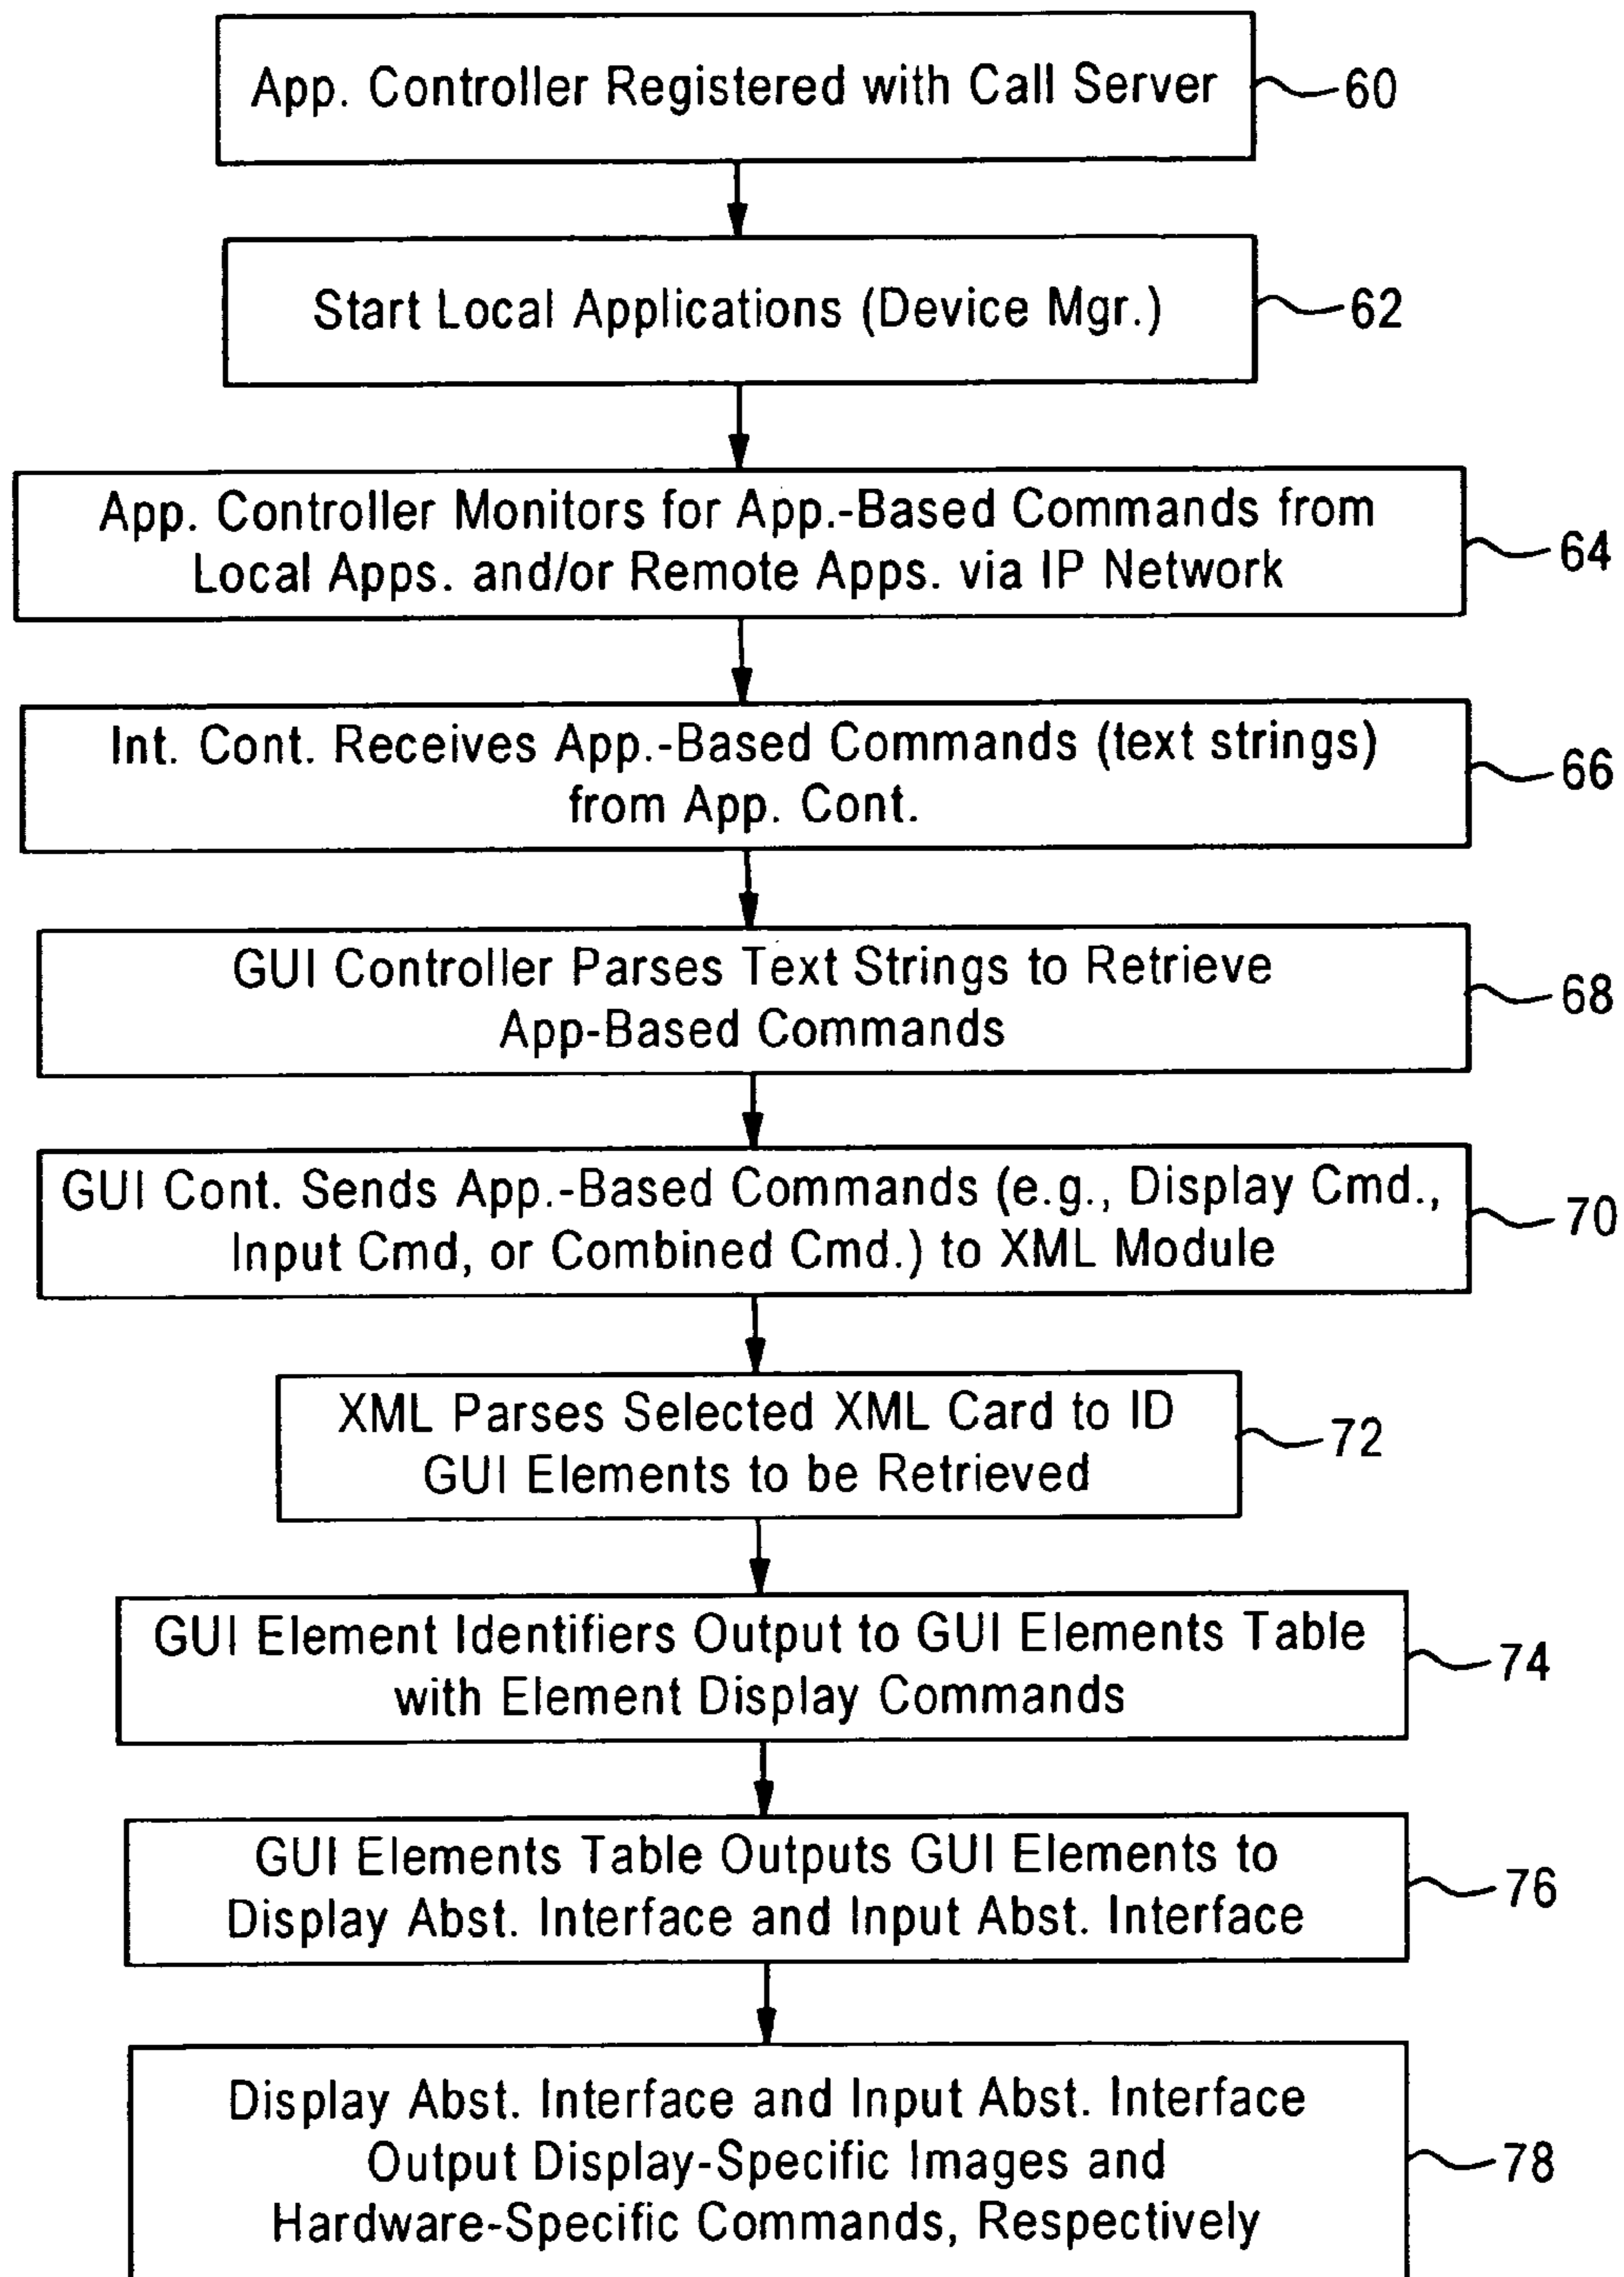 App. Controller Registered with Call Server
60
Start Local Applications (Device Mgr.)
62
App. Controller Monitors for App.-Based Commands from
Local Apps. and/or Remote Apps. via IP Network
64
Int. Cont. Receives App.-Based Commands (text strings)
from App. Cont.
66
GUI Controller Parses Text Strings to Retrieve
App-Based Commands
68
GUI Cont. Sends App.-Based Commands (e.g., Display Cmd.,
Input Cmd, or Combined Cmd.) to XML Module
70
XML Parses Selected XML Card to ID
GUI Elements to be Retrieved
72
GUI Element Identifiers Output to GUI Elements Table
with Element Display Commands
74
GUI Elements Table Outputs GUI Elements to
Display Abst. Interface and Input Abst. Interface
76
Display Abst. Interface and Input Abst. Interface
Output Display-Specific Images and
Hardware-Specific Commands, Respectively
78